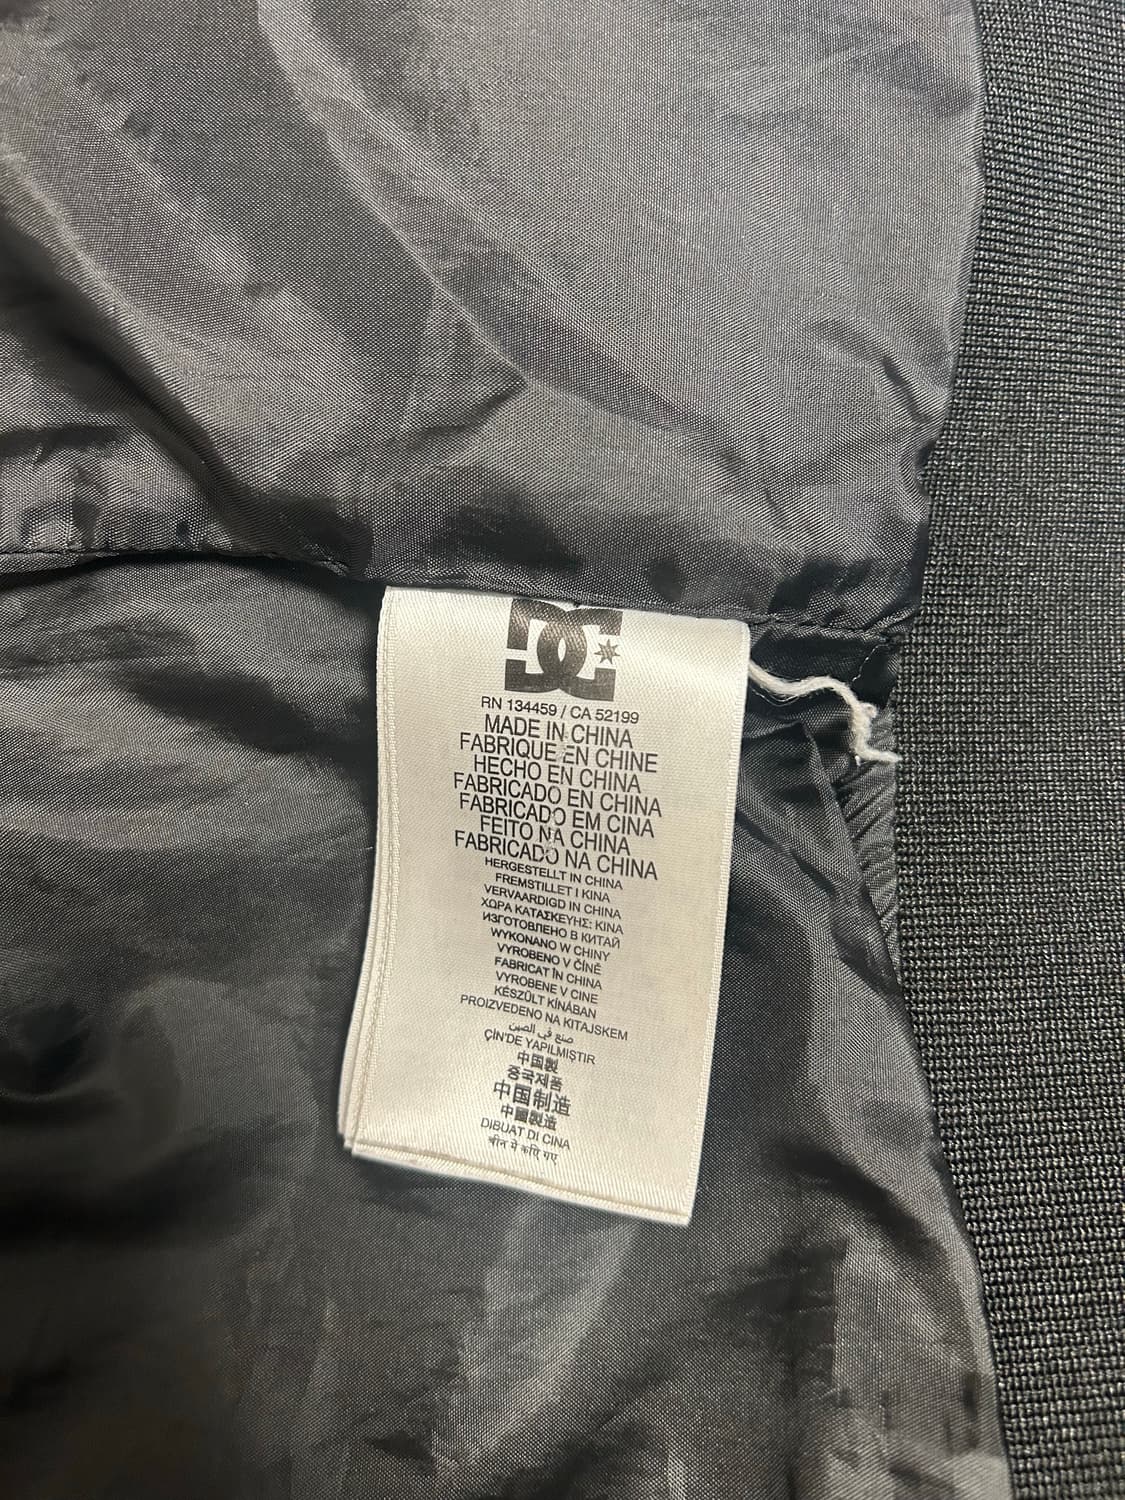 DC
RN 134459 / CA 52199
MADE IN CHINA
FABRIQUE EN CHINE
HECHO EN CHINA
FABRICADO EN CHINA
FABRICADO EM CINA
FEITO NA CHINA
FABRICADO NA CHINA
HERGESTELLT IN CHINA
FREMSTILLET I KINA
VERVAARDIGD IN CHINA
ΧΩΡΑ ΚΑΤΑΣΚΕΥΗΣ: ΚΙΝΑ
ИЗГОТОВЛЕНО В КИТАЙ
WYKONANO W CHINY
VYROBENO V ČÍNĚ
FABRICAT ÎN CHINA
VYROBENE V CINE
KÉSZÜLT KÍNÁBAN
PROIZVEDENO NA KITAJSKEM
صنع في الصين
ÇİN'DE YAPILMIŞTIR
中国製
중국제품
中国制造
中國製造
DIBUAT DI CINA
चीन में कपि गए